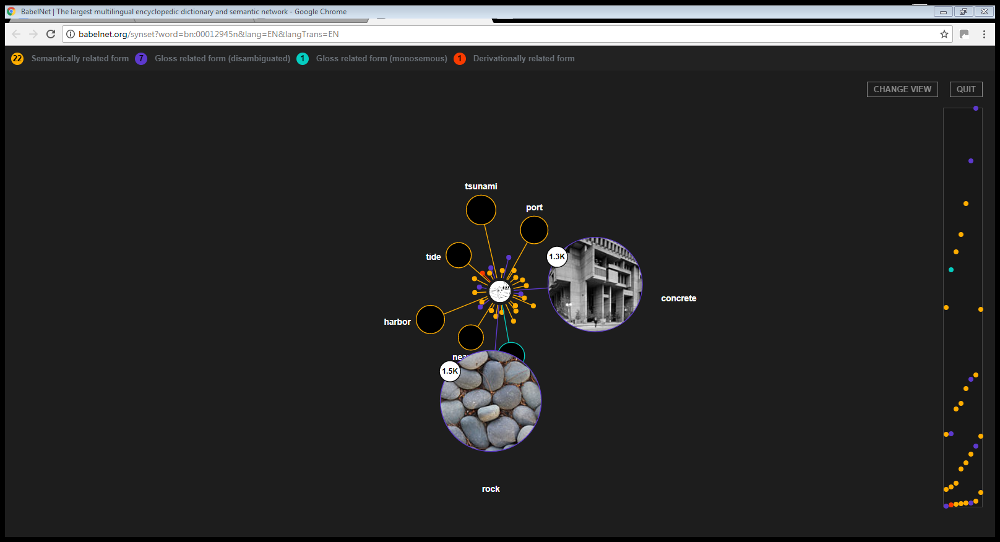 BabelNet | The largest multilingual encyclopedic dictionary and semantic network - Google Chrome
babelnet.org/synset?word=bn:00012945n&lang=EN&langTrans=EN
22 Semantically related form 7 Gloss related form (disambiguated) 1 Gloss related form (monosemous) 1 Derivationally related form
CHANGE VIEW QUIT
tsunami
port
tide
1.3K
concrete
harbor
1.5K
rock